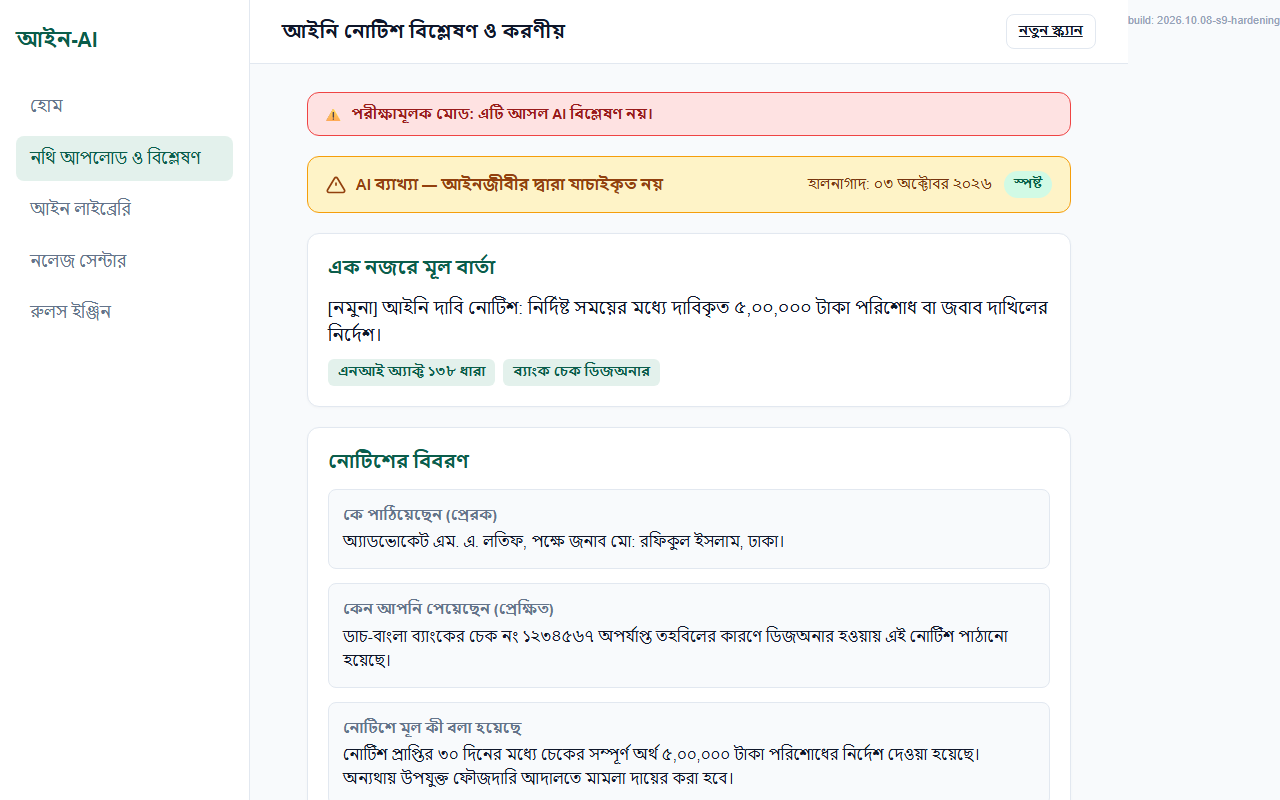 আইন-AI
হোম
নথি আপলোড ও বিশ্লেষণ
আইন লাইব্রেরি
নলেজ সেন্টার
রুলস ইঞ্জিন
আইনি নোটিশ বিশ্লেষণ ও করণীয়
নতুন স্ক্যান
build: 2026.10.08-s9-hardening
পরীক্ষামূলক মোড: এটি আসল AI বিশ্লেষণ নয়।
AI ব্যাখ্যা — আইনজীবীর দ্বারা যাচাইকৃত নয়
হালনাগাদ: ০৩ অক্টোবর ২০২৬
স্পষ্ট
এক নজরে মূল বার্তা
[নমুনা] আইনি দাবি নোটিশ: নির্দিষ্ট সময়ের মধ্যে দাবিকৃত ৫,০০,০০০ টাকা পরিশোধ বা জবাব দাখিলের
নির্দেশ।
এনআই অ্যাক্ট ১৩৮ ধারা
ব্যাংক চেক ডিজঅনার
নোটিশের বিবরণ
কে পাঠিয়েছেন (প্রেরক)
অ্যাডভোকেট এম. এ. লতিফ, পক্ষে জনাব মো: রফিকুল ইসলাম, ঢাকা।
কেন আপনি পেয়েছেন (প্রেক্ষিত)
ডাচ-বাংলা ব্যাংকের চেক নং ১২৩৪৫৬৭ অপর্যাপ্ত তহবিলের কারণে ডিজঅনার হওয়ায় এই নোটিশ পাঠানো
হয়েছে।
নোটিশে মূল কী বলা হয়েছে
নোটিশ প্রাপ্তির ৩০ দিনের মধ্যে চেকের সম্পূর্ণ অর্থ ৫,০০,০০০ টাকা পরিশোধের নির্দেশ দেওয়া হয়েছে।
অন্যথায় উপযুক্ত ফৌজদারি আদালতে মামলা দায়ের করা হবে।